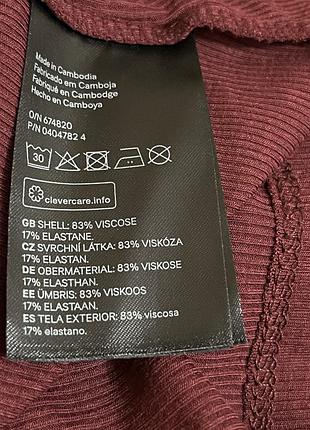 Made in Cambodia
Fabricado em Camboja
Fabriqué en Cambodge
Hecho en Camboya
O/N 674820
P/N 0404782 4
30
clevercare.info
GB SHELL: 83% VISCOSE
17% ELASTANE.
CZ SVRCHNÍ LÁTKA: 83% VISKÓZA
17% ELASTAN.
DE OBERMATERIAL: 83% VISKOSE
17% ELASTHAN.
EE ÜMBRIS: 83% VISKOOS
17% ELASTAAN.
ES TELA EXTERIOR: 83% viscosa
17% elastano.